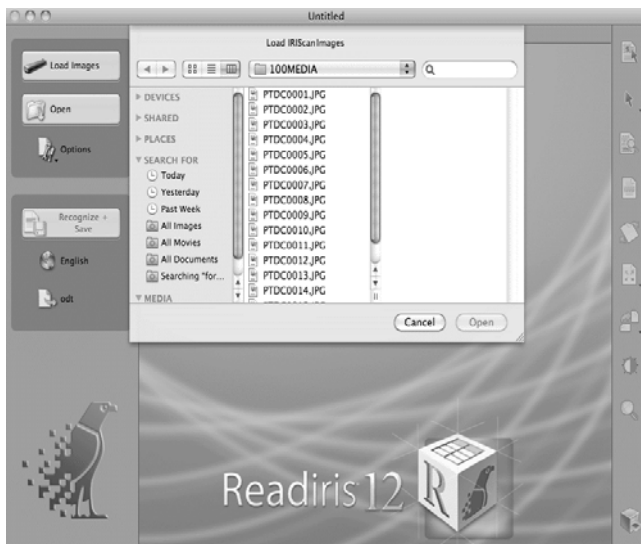 Untitled
Load Images
Open
Options
Recognize +
Save
English
odt
Load IRIScanImages
100MEDIA
DEVICES
SHARED
PLACES
SEARCH FOR
Today
Yesterday
Past Week
All Images
All Movies
All Documents
Searching "for...
MEDIA
PTDC0001.JPG
PTDC0002.JPG
PTDC0003.JPG
PTDC0004.JPG
PTDC0005.JPG
PTDC0006.JPG
PTDC0007.JPG
PTDC0008.JPG
PTDC0009.JPG
PTDC0010.JPG
PTDC0011.JPG
PTDC0012.JPG
PTDC0013.JPG
PTDC0014.JPG
Cancel
Open
Readiris 12
R